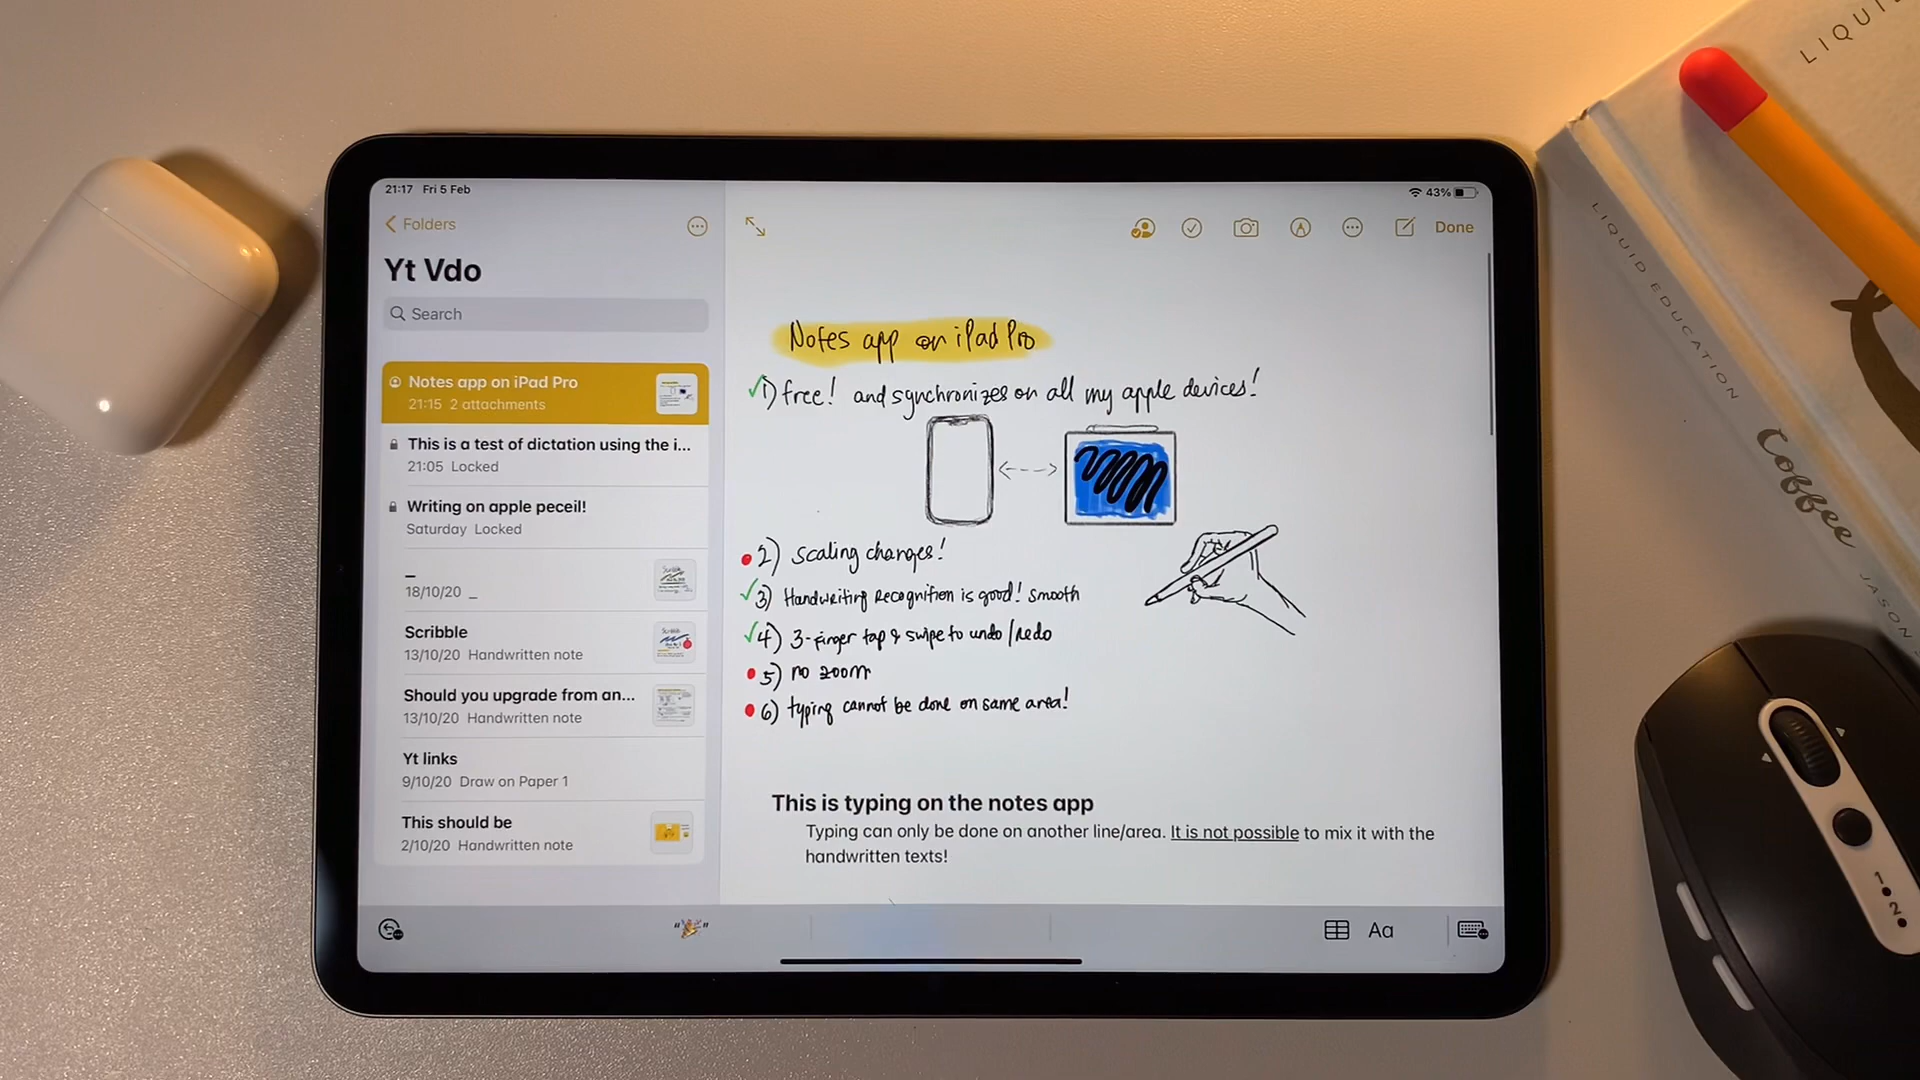 21:17 Fri 5 Feb
43%
Folders
Yt Vdo
Search
Notes app on iPad Pro
21:15 2 attachments
This is a test of dictation using the i...
21:05 Locked
Writing on apple peceil!
Saturday Locked
_
18/10/20 _
Scribble
13/10/20 Handwritten note
Should you upgrade from an...
13/10/20 Handwritten note
Yt links
9/10/20 Draw on Paper 1
This should be
2/10/20 Handwritten note
Done
Notes app on iPad Pro
1) free! and synchronizes on all my apple devices!
2) Scaling changes!
3) Handwriting Recognition is good! smooth
4) 3-finger tap & swipe to undo/redo
5) no zoom
6) typing cannot be done on same area!
This is typing on the notes app
Typing can only be done on another line/area. It is not possible to mix it with the
handwritten texts!
Aa
LIQUID EDUCATION
Coffee
JASON
1
2